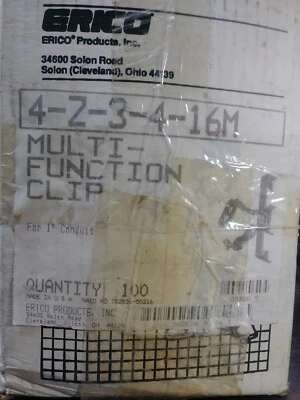 ERICO
ERICO® Products, Inc.
34600 Solon Road
Solon (Cleveland), Ohio 44139
4-Z-3-4-16M
MULTI-
FUNCTION
CLIP
For 1" Conduit
QUANTITY 100
MADE IN U.S.A.
ERICO PRODUCTS, INC
34600 Solon Road
Cleveland